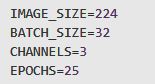 IMAGE_SIZE=224
BATCH_SIZE=32
CHANNELS=3
EPOCHS=25